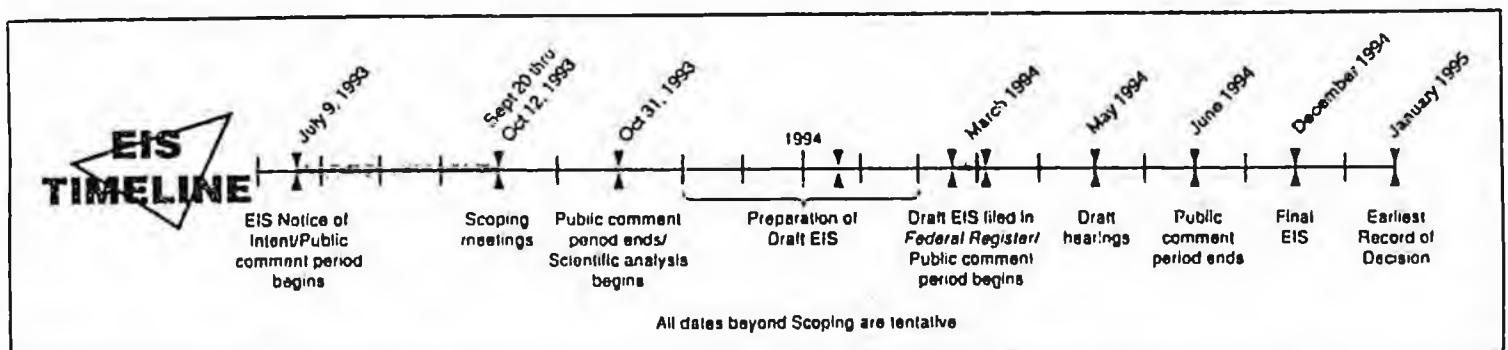 EIS
TIMELINE
July 9, 1993
Sept 20 thru
Oct 12, 1993
Oct 31, 1993
1994
March 1994
May 1994
June 1994
December 1994
January 1995
EIS Notice of
Intent/Public
comment period
begins
Scoping
meetings
Public comment
period ends/
Scientific analysis
begins
Preparation of
Draft EIS
Draft EIS filed in
Federal Register/
Public comment
period begins
Draft
hearings
Public
comment
period ends
Final
EIS
Earliest
Record of
Decision
All dates beyond Scoping are tentative